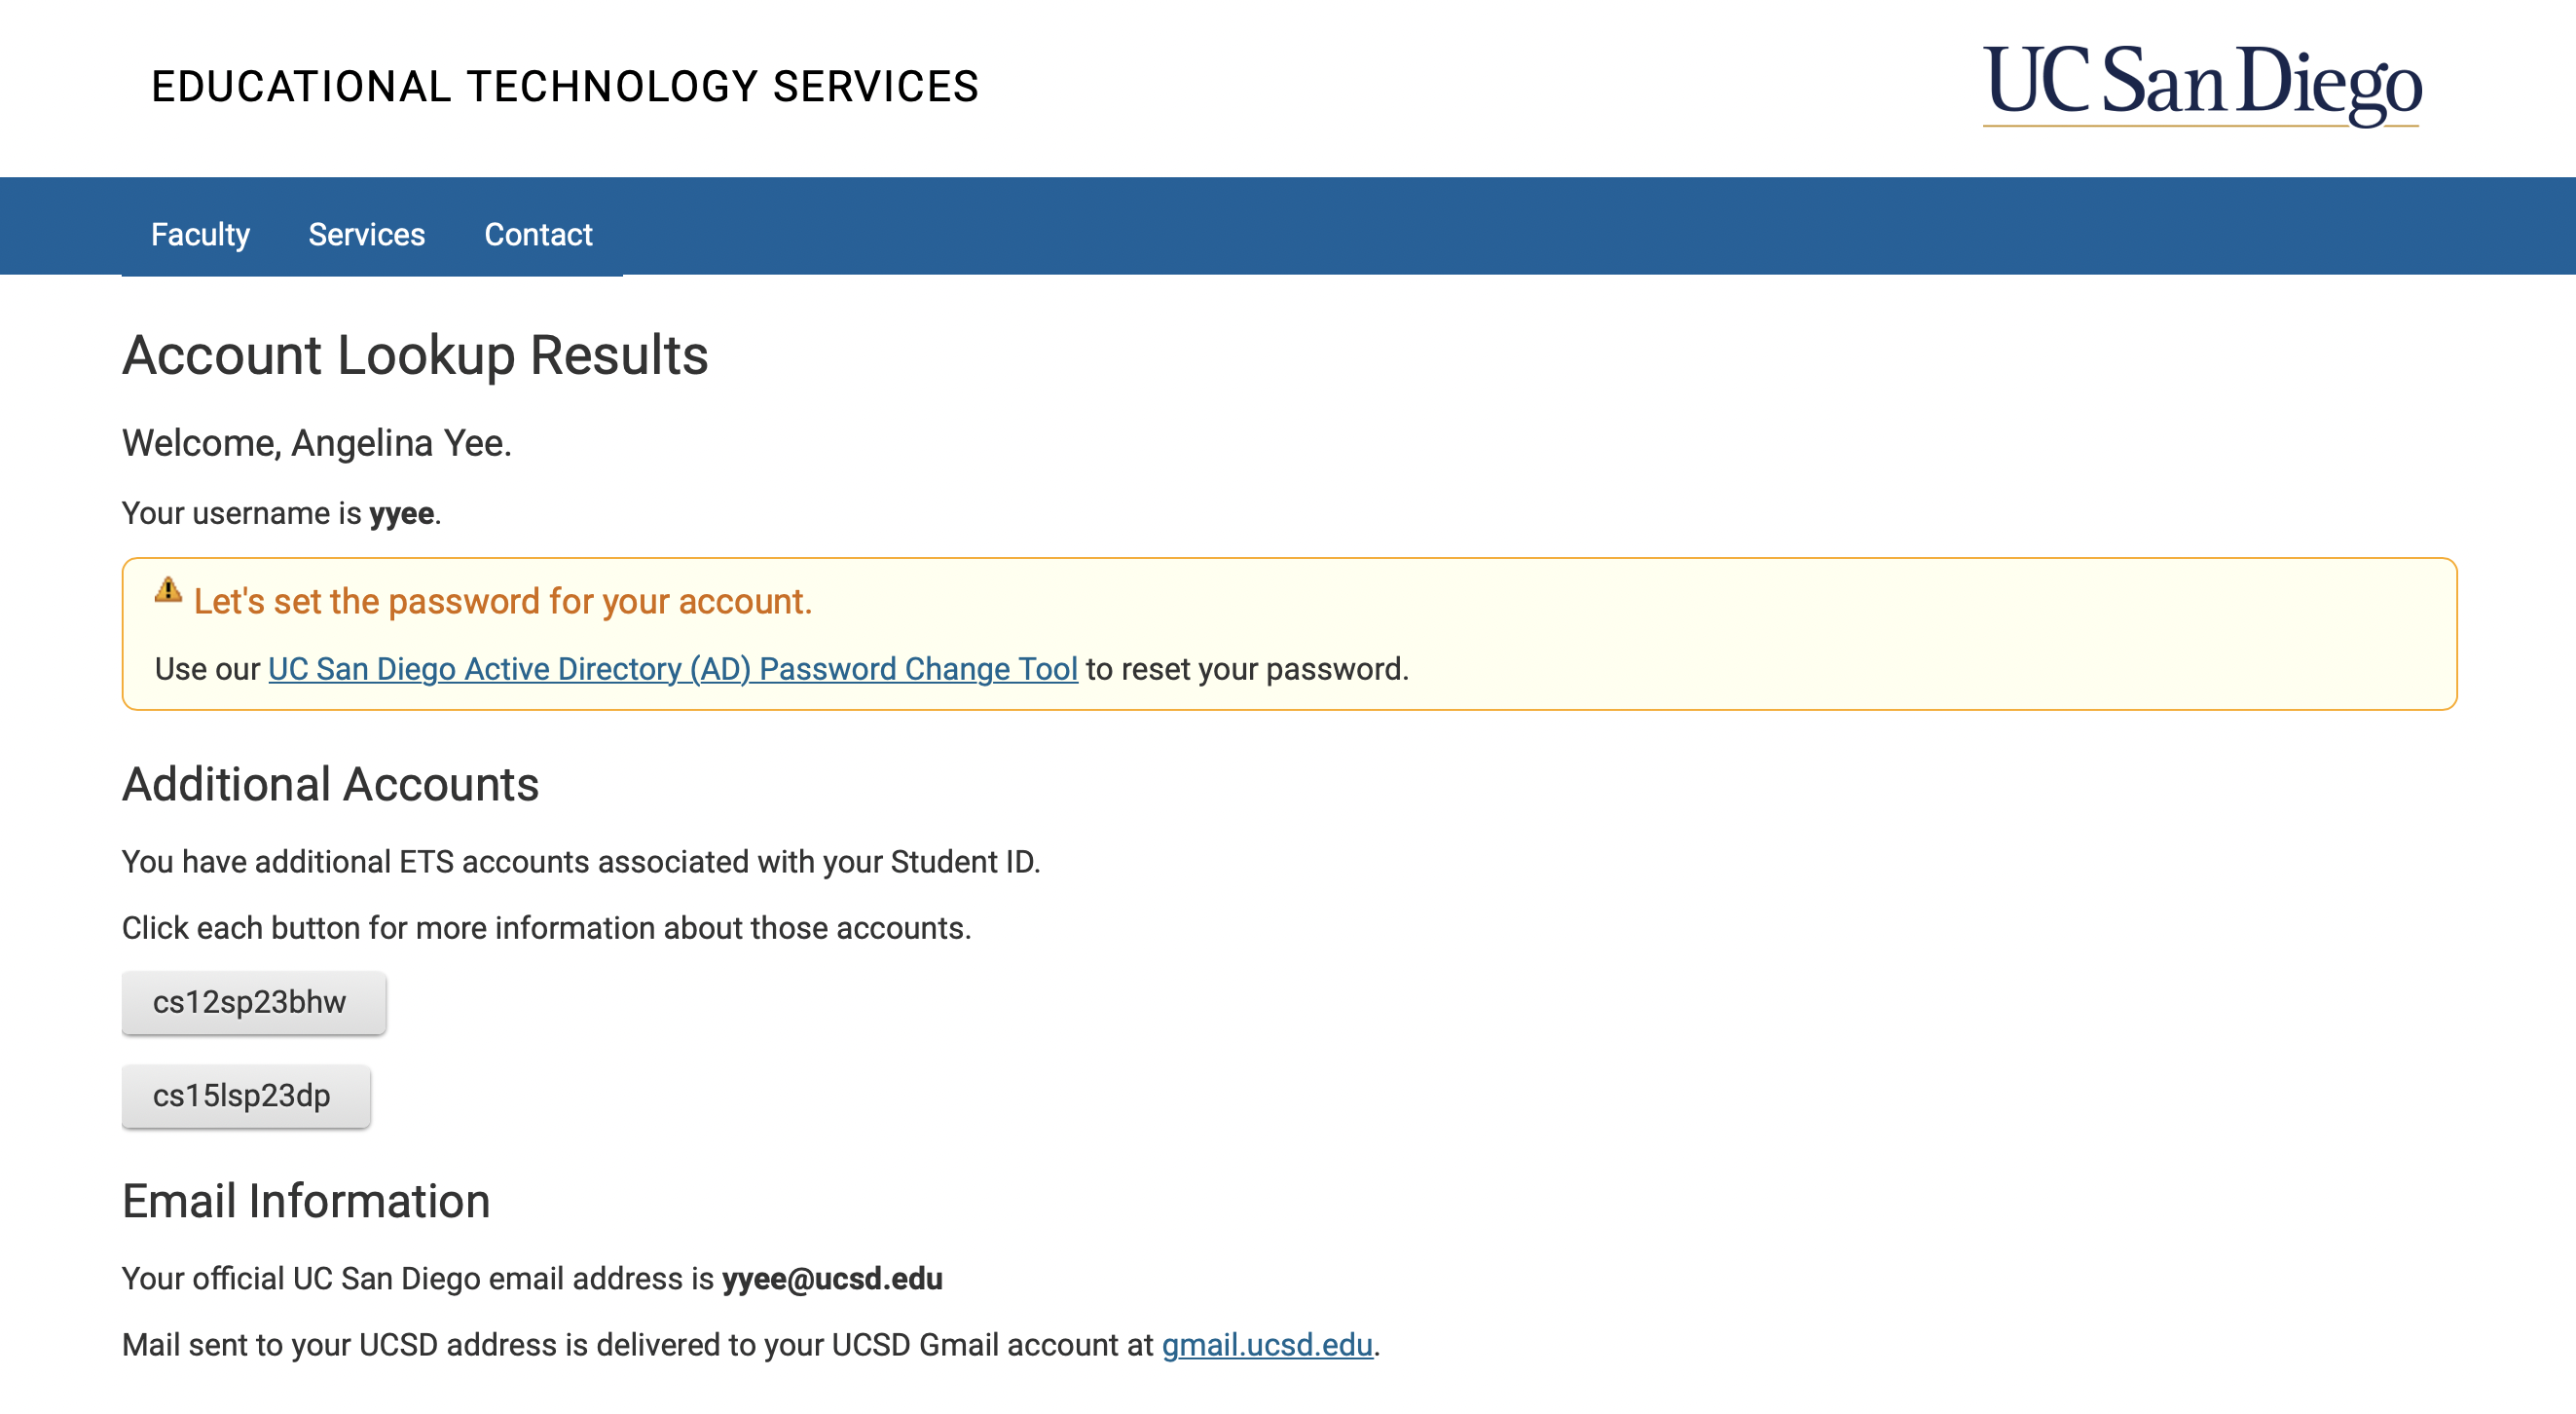 EDUCATIONAL TECHNOLOGY SERVICES
UC San Diego
Faculty Services Contact
Account Lookup Results
Welcome, Angelina Yee.
Your username is yyee.
Let's set the password for your account.
Use our UC San Diego Active Directory (AD) Password Change Tool to reset your password.
Additional Accounts
You have additional ETS accounts associated with your Student ID.
Click each button for more information about those accounts.
cs12sp23bhw
cs15lsp23dp
Email Information
Your official UC San Diego email address is yyee@ucsd.edu
Mail sent to your UCSD address is delivered to your UCSD Gmail account at gmail.ucsd.edu.